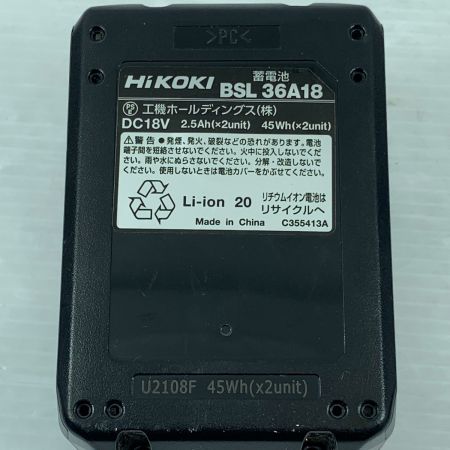 >PC<
HiKOKI 蓄電池 BSL 36A18
PS E 工機ホールディングス(株)
DC18V 2.5Ah(×2unit) 45Wh(×2unit)
警告 ●発煙、発火、破裂などの恐れがあります。電池
端子間を短絡させないでください。火中に投入しないでくだ
さい。雨や水にぬらさないでください。分解・改造しないで
ください。使用しないときは電池カバーをかぶせてください。
Li-ion 20 リチウムイオン電池は
リサイクルへ
Made in China C355413A
U2108F 45Wh(x2unit)